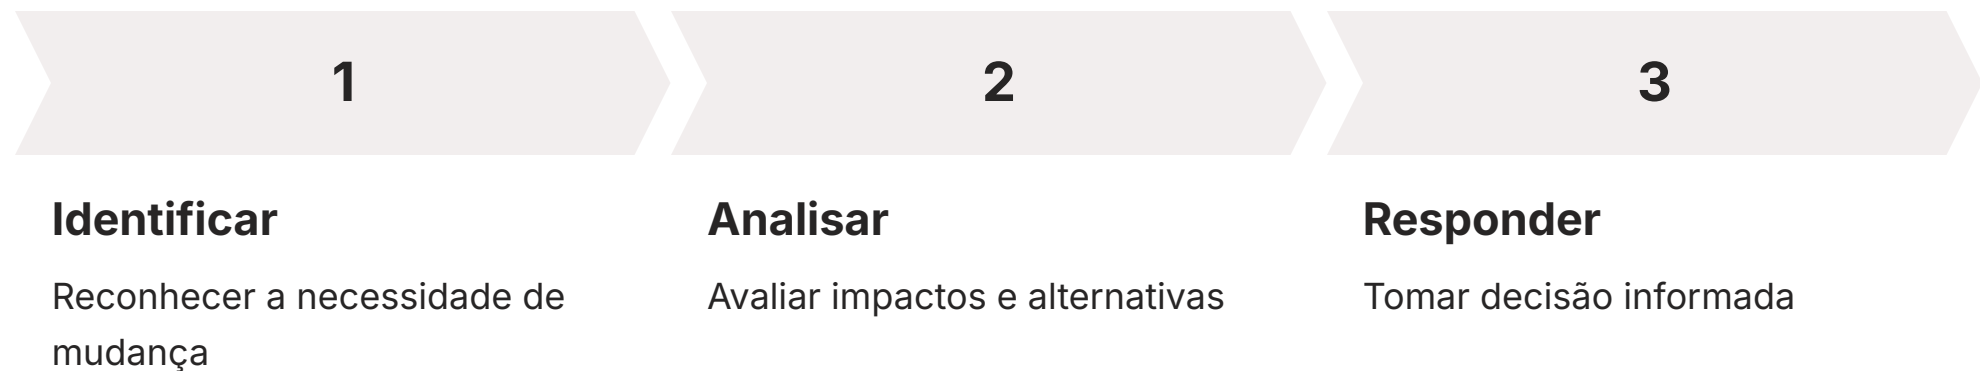 1
2
3
Identificar
Reconhecer a necessidade de
mudança
Analisar
Avaliar impactos e alternativas
Responder
Tomar decisão informada